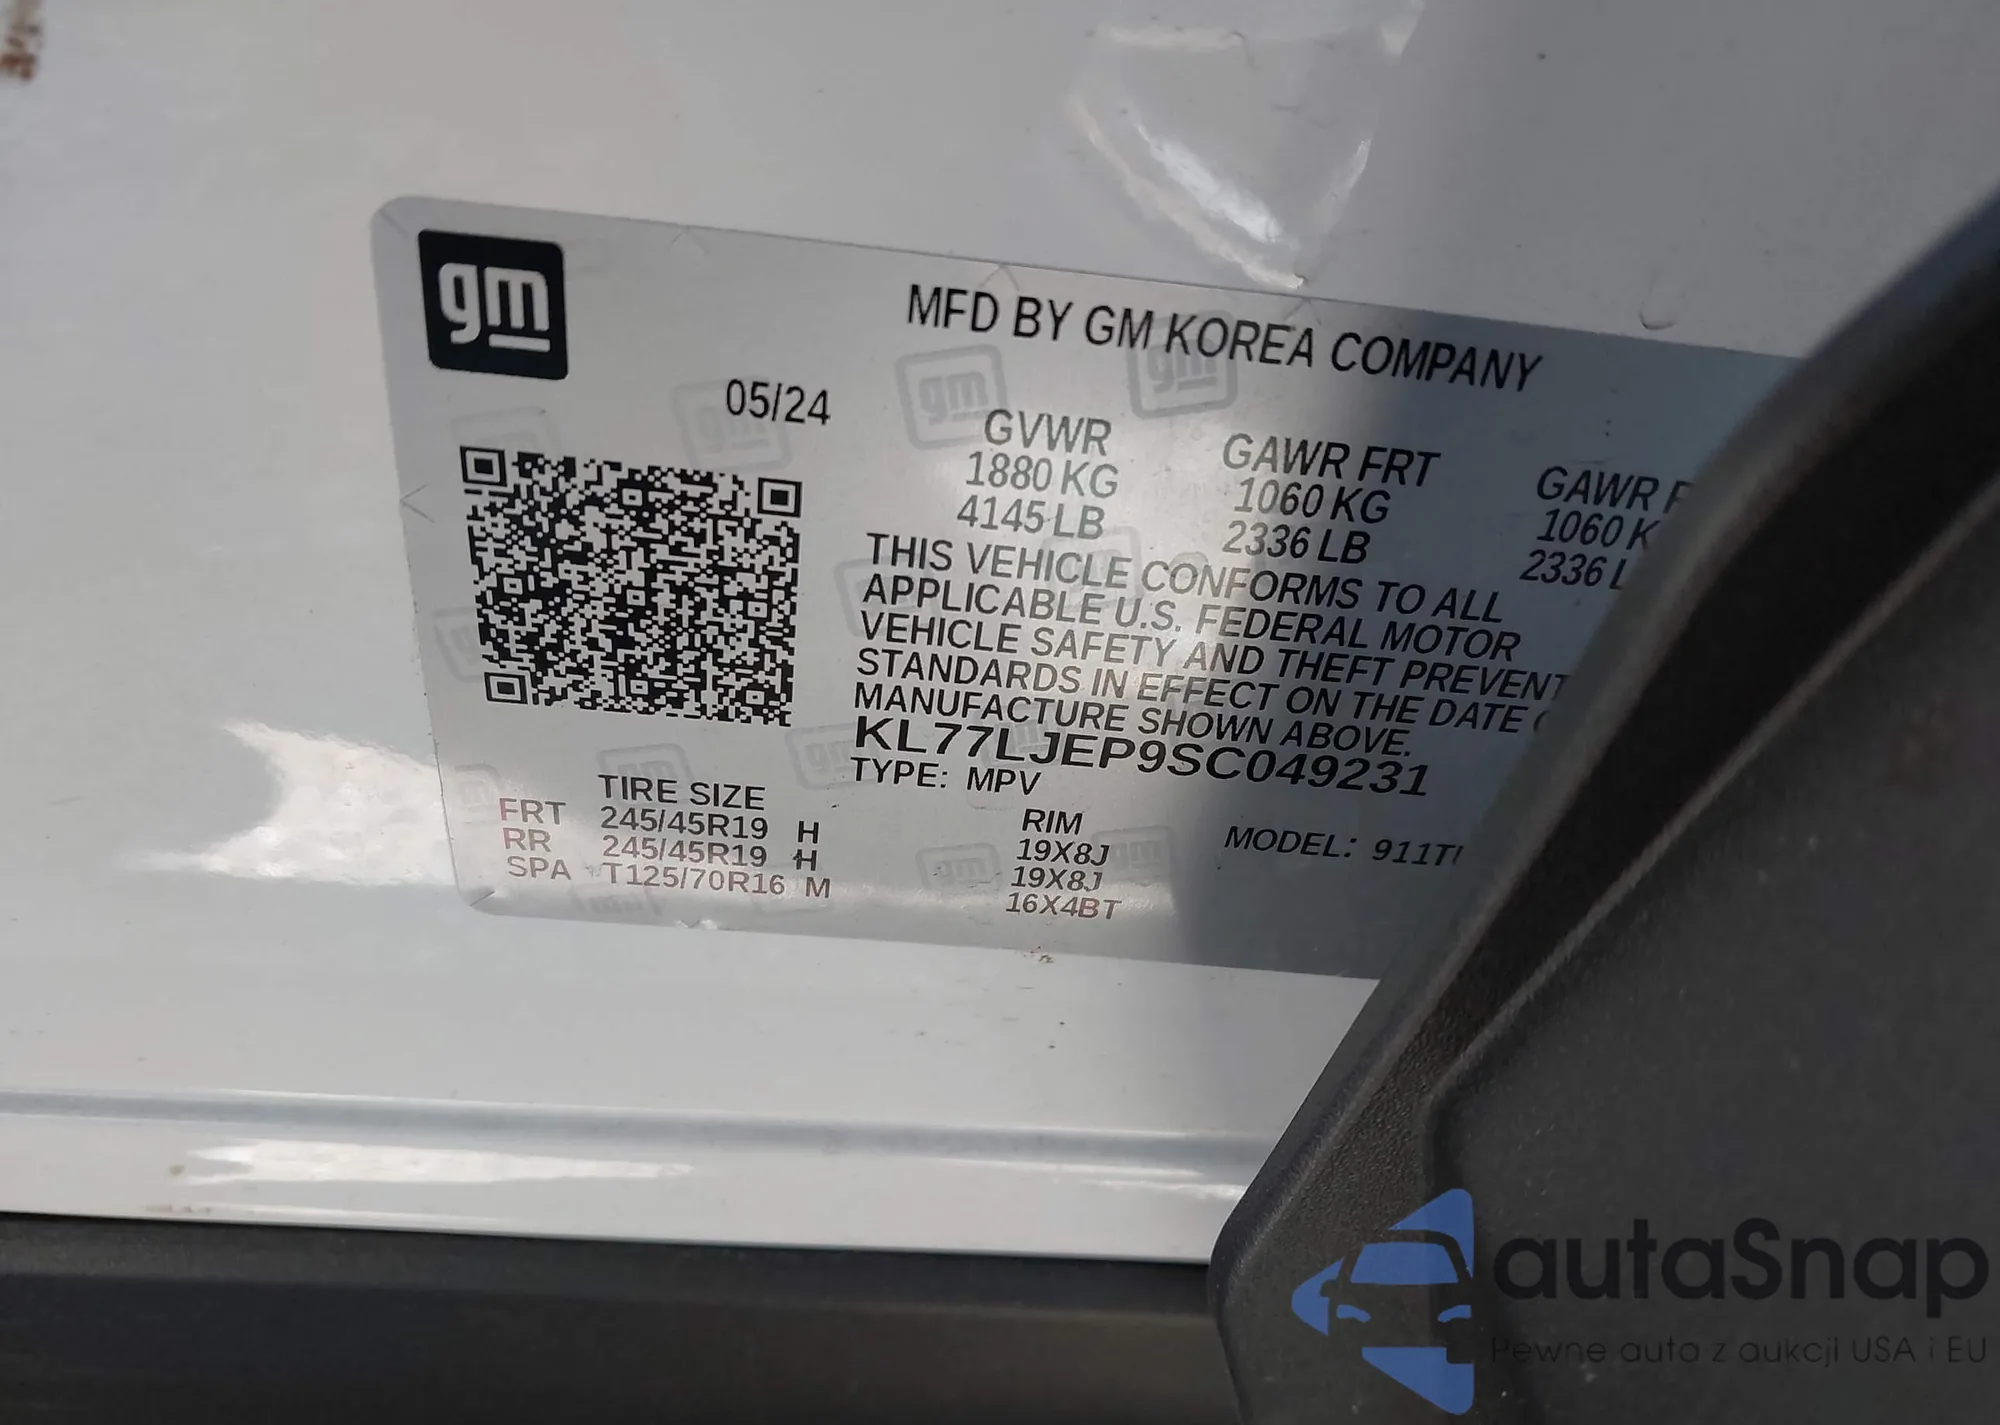 gm
MFD BY GM KOREA COMPANY
05/24
GVWR GAWR FRT GAWR
1880 KG 1060 KG 1060 K
4145 LB 2336 LB 2336 L
THIS VEHICLE CONFORMS TO ALL
APPLICABLE U.S. FEDERAL MOTOR
VEHICLE SAFETY AND THEFT PREVENT
STANDARDS IN EFFECT ON THE DATE
MANUFACTURE SHOWN ABOVE.
KL77LJEP9SC049231
TYPE: MPV
TIRE SIZE RIM MODEL: 911T
FRT 245/45R19 H 19X8J
RR 245/45R19 H 19X8J
SPA T125/70R16 M 16X4BT
autaSnap
Pewne auta z aukcji USA i EU